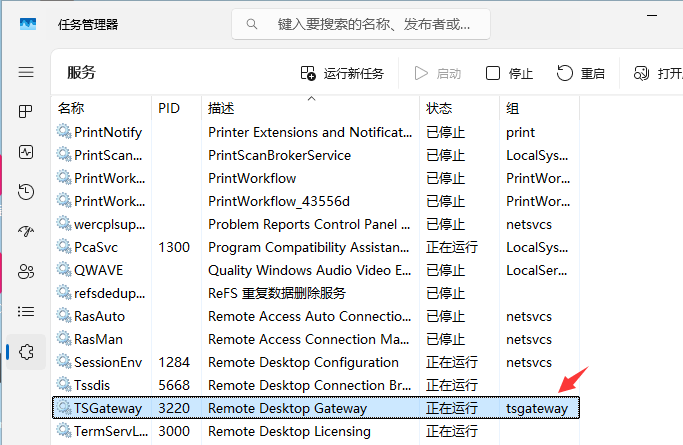 任务管理器
键入要搜索的名称、发布者或...
服务
运行新任务
启动
停止
重启
打开
名称 PID 描述 状态 组
PrintNotify Printer Extensions and Notificat... 已停止 print
PrintScan... PrintScanBrokerService 已停止 LocalSys...
PrintWork... PrintWorkflow 已停止 PrintWor...
PrintWork... PrintWorkflow_43556d 已停止 PrintWor...
wercplsup... Problem Reports Control Panel ... 已停止 netsvcs
PcaSvc 1300 Program Compatibility Assistan... 正在运行 LocalSys...
QWAVE Quality Windows Audio Video E... 已停止 LocalSer...
refsdedup... ReFS 重复数据删除服务 已停止
RasAuto Remote Access Auto Connectio... 已停止 netsvcs
RasMan Remote Access Connection Ma... 已停止 netsvcs
SessionEnv 1284 Remote Desktop Configuration 正在运行 netsvcs
Tssdis 5668 Remote Desktop Connection Br... 正在运行
TSGateway 3220 Remote Desktop Gateway 正在运行 tsgateway
TermServL... 3000 Remote Desktop Licensing 正在运行